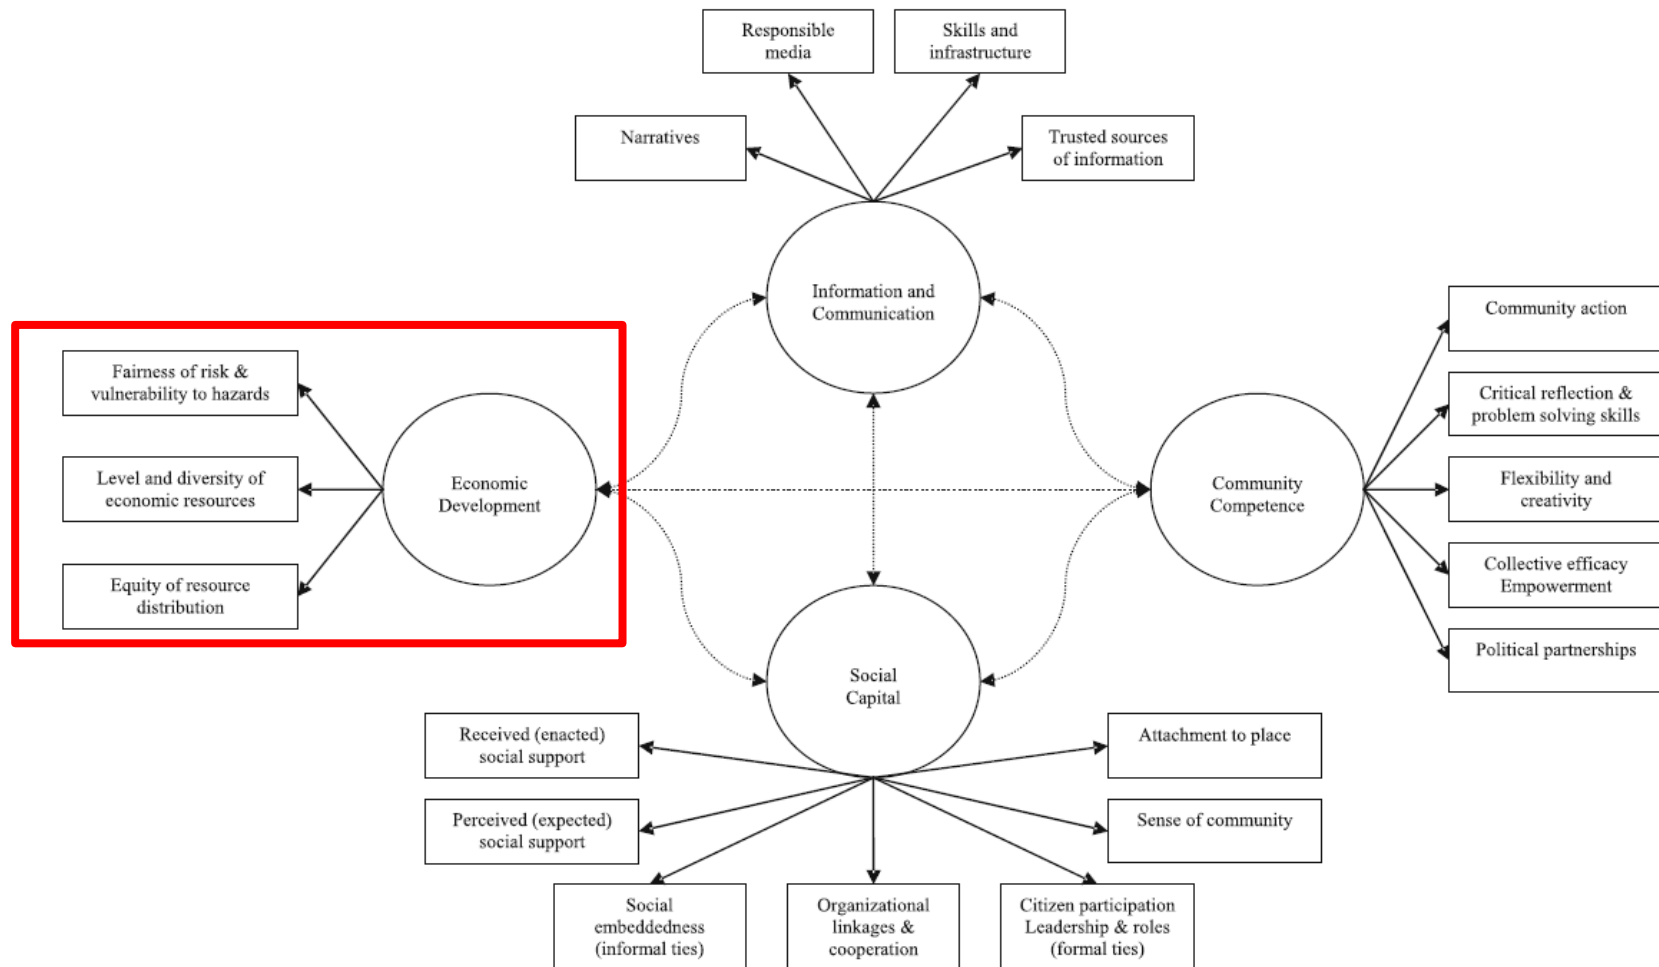 Responsible
media
Skills and
infrastructure
Narratives
Trusted sources
of information
Information and
Communication
Fairness of risk &
vulnerability to hazards
Level and diversity of
economic resources
Equity of resource
distribution
Economic
Development
Community
Competence
Community action
Critical reflection &
problem solving skills
Flexibility and
creativity
Collective efficacy
Empowerment
Political partnerships
Social
Capital
Received (enacted)
social support
Perceived (expected)
social support
Social
embeddedness
(informal ties)
Organizational
linkages &
cooperation
Citizen participation
Leadership & roles
(formal ties)
Sense of community
Attachment to place